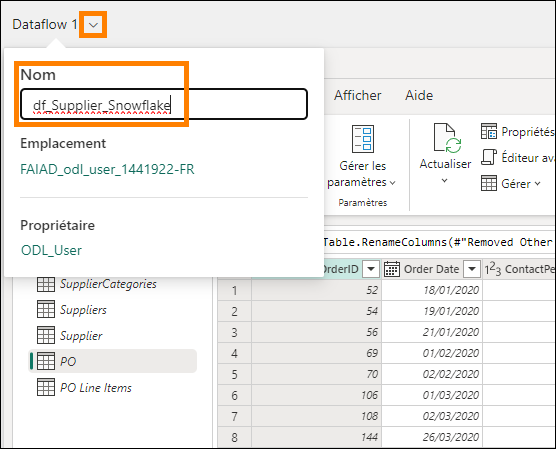 Dataflow 1
Nom
df_Supplier_Snowflake
Emplacement
FAIAD_odl_user_1441922-FR
Propriétaire
ODL_User
Afficher Aide
Gérer les paramètres
Paramètres
Actualiser
Propriétés
Éditeur
Gérer
Table.RenameColumns(#"Removed Other
SupplierCategories
Suppliers
Supplier
PO
PO Line Items
OrderID Order Date 1²3
1 52 18/01/2020
2 54 19/01/2020
3 56 21/01/2020
4 69 01/02/2020
5 70 02/02/2020
6 106 01/03/2020
7 108 02/03/2020
8 144 26/03/2020